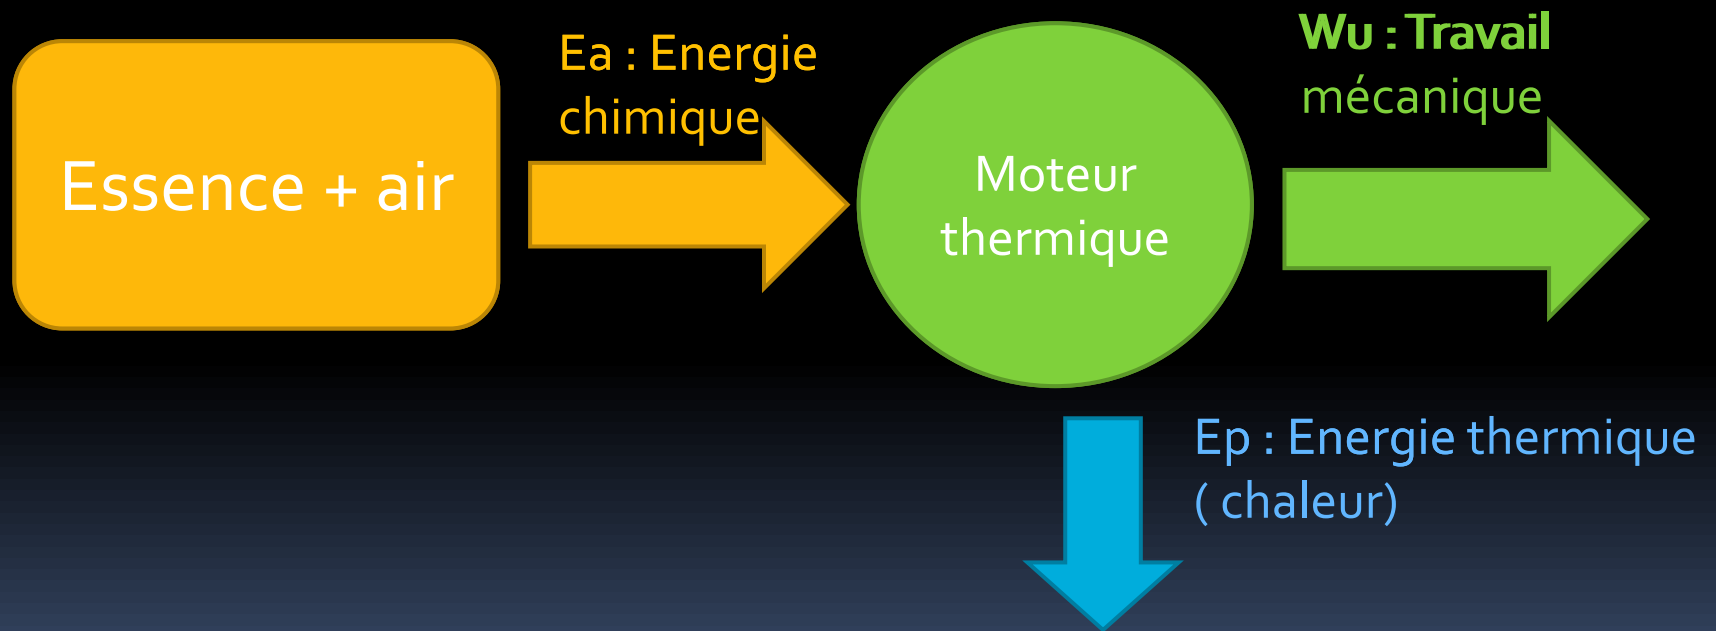 Essence + air
Ea : Energie
chimique
Moteur
thermique
Wu : Travail
mécanique
Ep : Energie thermique
( chaleur)